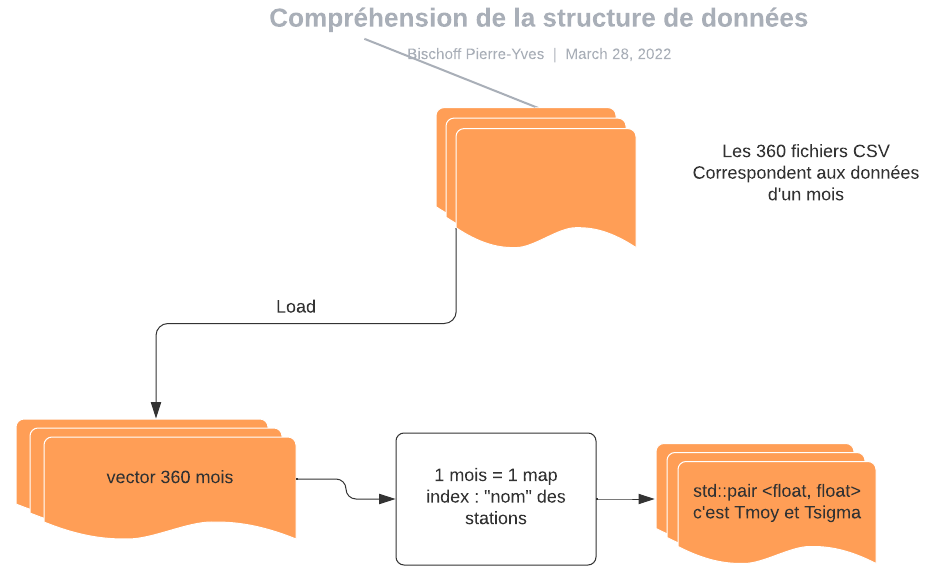 Compréhension de la structure de données
Bischoff Pierre-Yves | March 28, 2022
Les 360 fichiers CSV
Correspondent aux données
d'un mois
Load
vector 360 mois
1 mois = 1 map
index : "nom" des
stations
std::pair <float, float>
c'est Tmoy et Tsigma